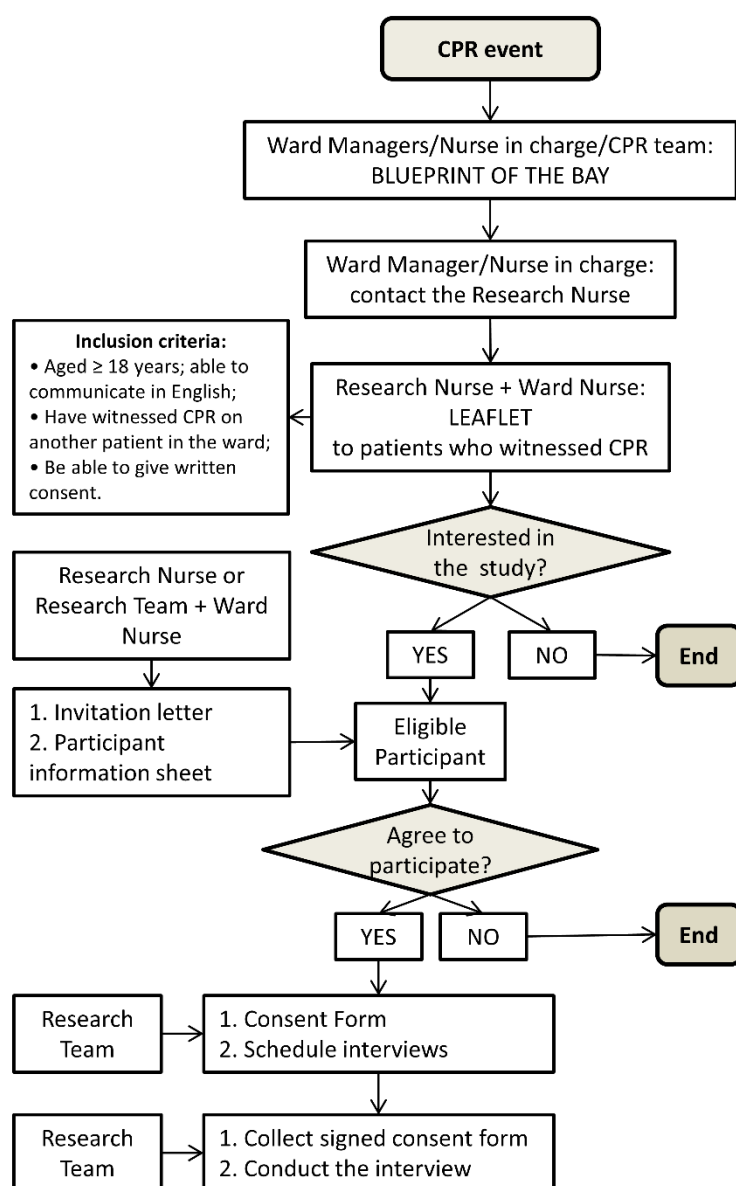 CPR event
Ward Managers/Nurse in charge/CPR team:
BLUEPRINT OF THE BAY
Ward Manager/Nurse in charge:
contact the Research Nurse
Inclusion criteria:
• Aged ≥ 18 years; able to
communicate in English;
• Have witnessed CPR on
another patient in the ward;
• Be able to give written
consent.
Research Nurse + Ward Nurse:
LEAFLET
to patients who witnessed CPR
Interested in
the study?
Research Nurse or
Research Team + Ward
Nurse
YES
NO
End
1. Invitation letter
2. Participant
information sheet
Eligible
Participant
Agree to
participate?
YES
NO
End
Research
Team
1. Consent Form
2. Schedule interviews
Research
Team
1. Collect signed consent form
2. Conduct the interview